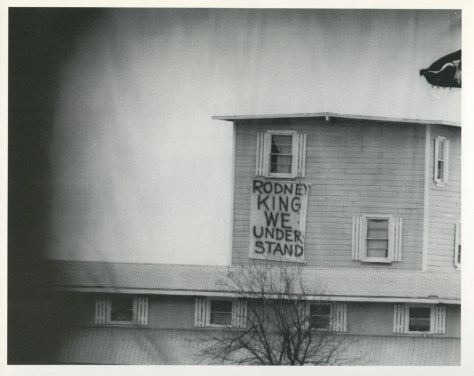 RODNEY
KING
WE
UNDER-
STAND